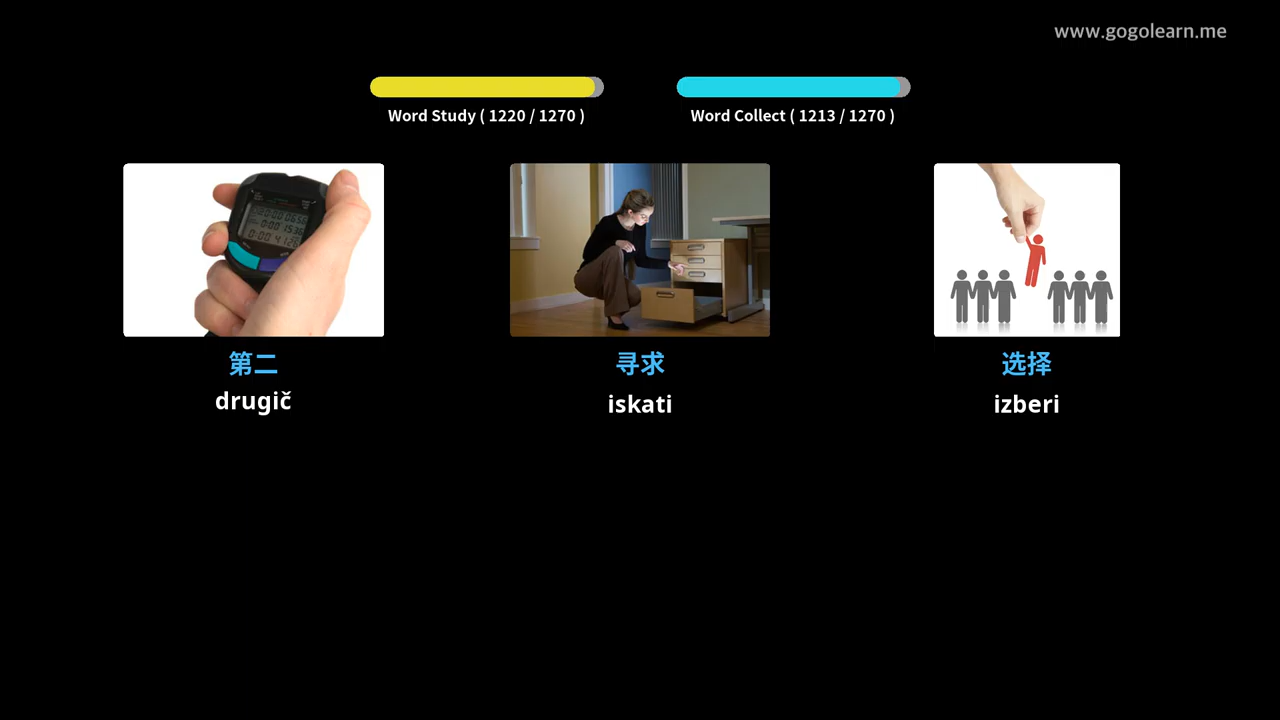 www.gogolearn.me
Word Study ( 1220 / 1270 )
Word Collect ( 1213 / 1270 )
第二
寻求
选择
drugič
iskati
izberi